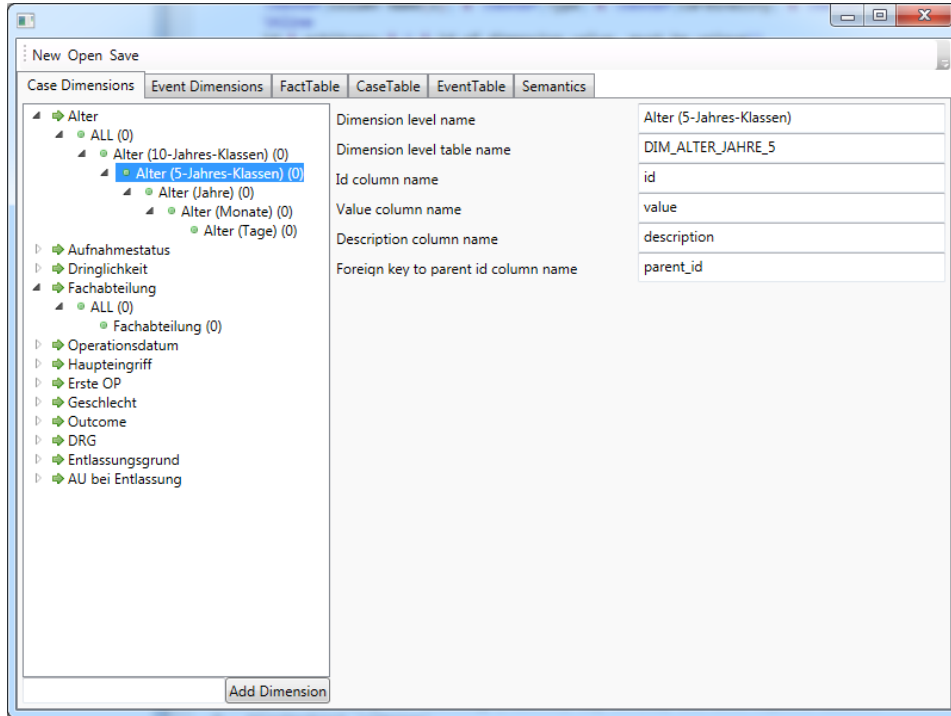 New Open Save
Case Dimensions Event Dimensions FactTable CaseTable EventTable Semantics
Alter
ALL (0)
Alter (10-Jahres-Klassen) (0)
Alter (5-Jahres-Klassen) (0)
Alter (Jahre) (0)
Alter (Monate) (0)
Alter (Tage) (0)
Aufnahmestatus
Dringlichkeit
Fachabteilung
ALL (0)
Fachabteilung (0)
Operationsdatum
Haupteingriff
Erste OP
Geschlecht
Outcome
DRG
Entlassungsgrund
AU bei Entlassung
Add Dimension
Dimension level name Alter (5-Jahres-Klassen)
Dimension level table name DIM_ALTER_JAHRE_5
Id column name id
Value column name value
Description column name description
Foreign key to parent id column name parent_id